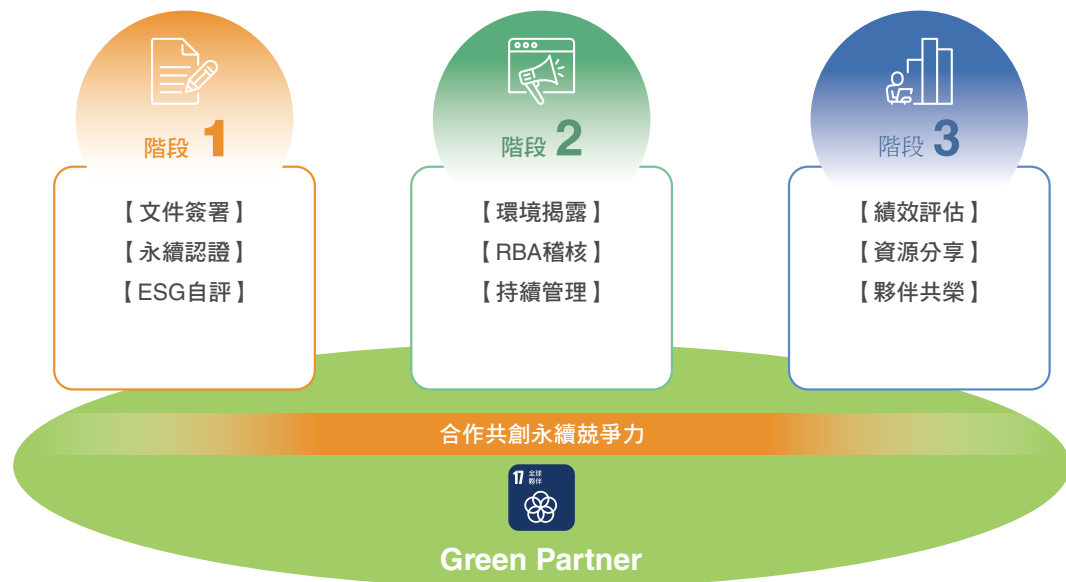 階段 1
【文件簽署】
【永續認證】
【ESG自評】
階段 2
【環境揭露】
【RBA稽核】
【持續管理】
階段 3
【績效評估】
【資源分享】
【夥伴共榮】
合作共創永續兢爭力
17 全球
夥伴
Green Partner